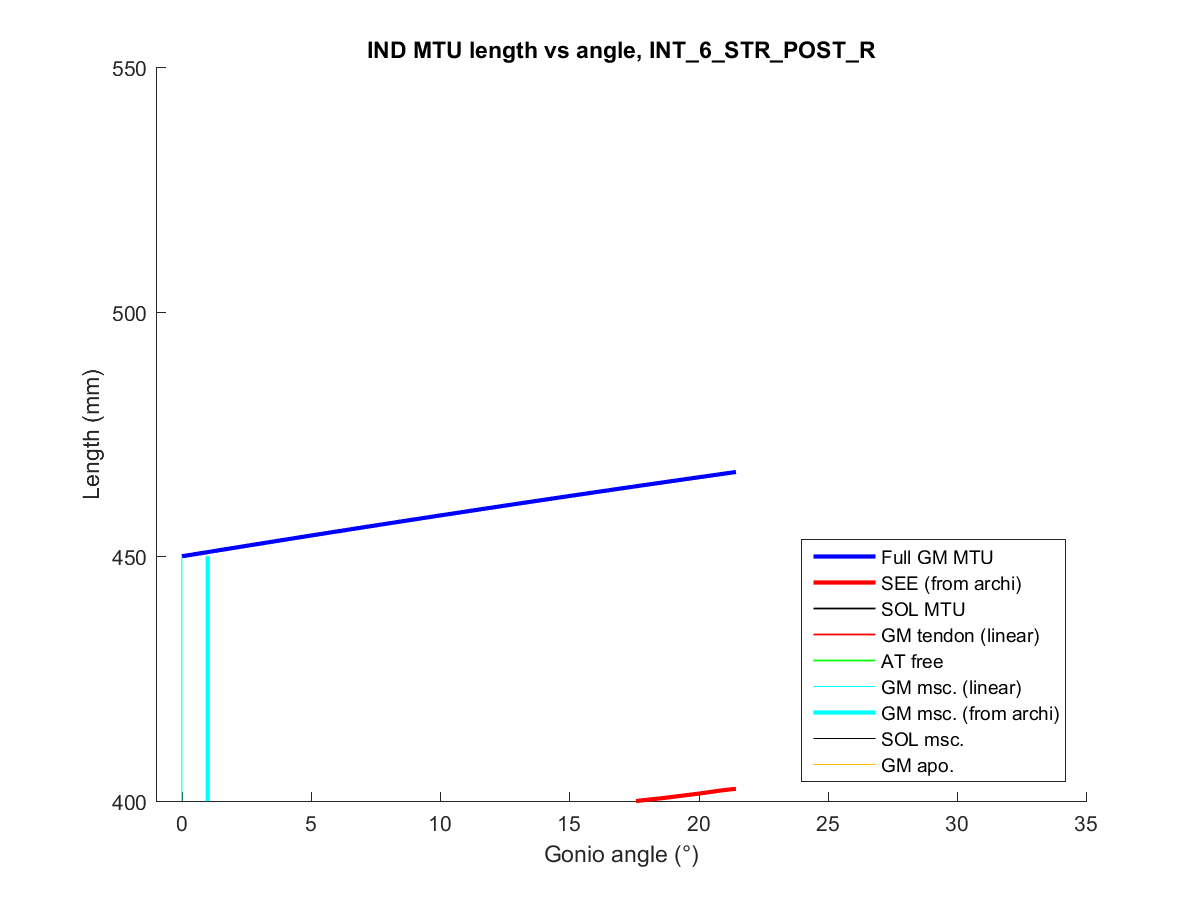 IND MTU length vs angle, INT_6_STR_POST_R
550
500
450
400
Length (mm)
0 5 10 15 20 25 30 35
Gonio angle (°)
Full GM MTU
SEE (from archi)
SOL MTU
GM tendon (linear)
AT free
GM msc. (linear)
GM msc. (from archi)
SOL msc.
GM apo.